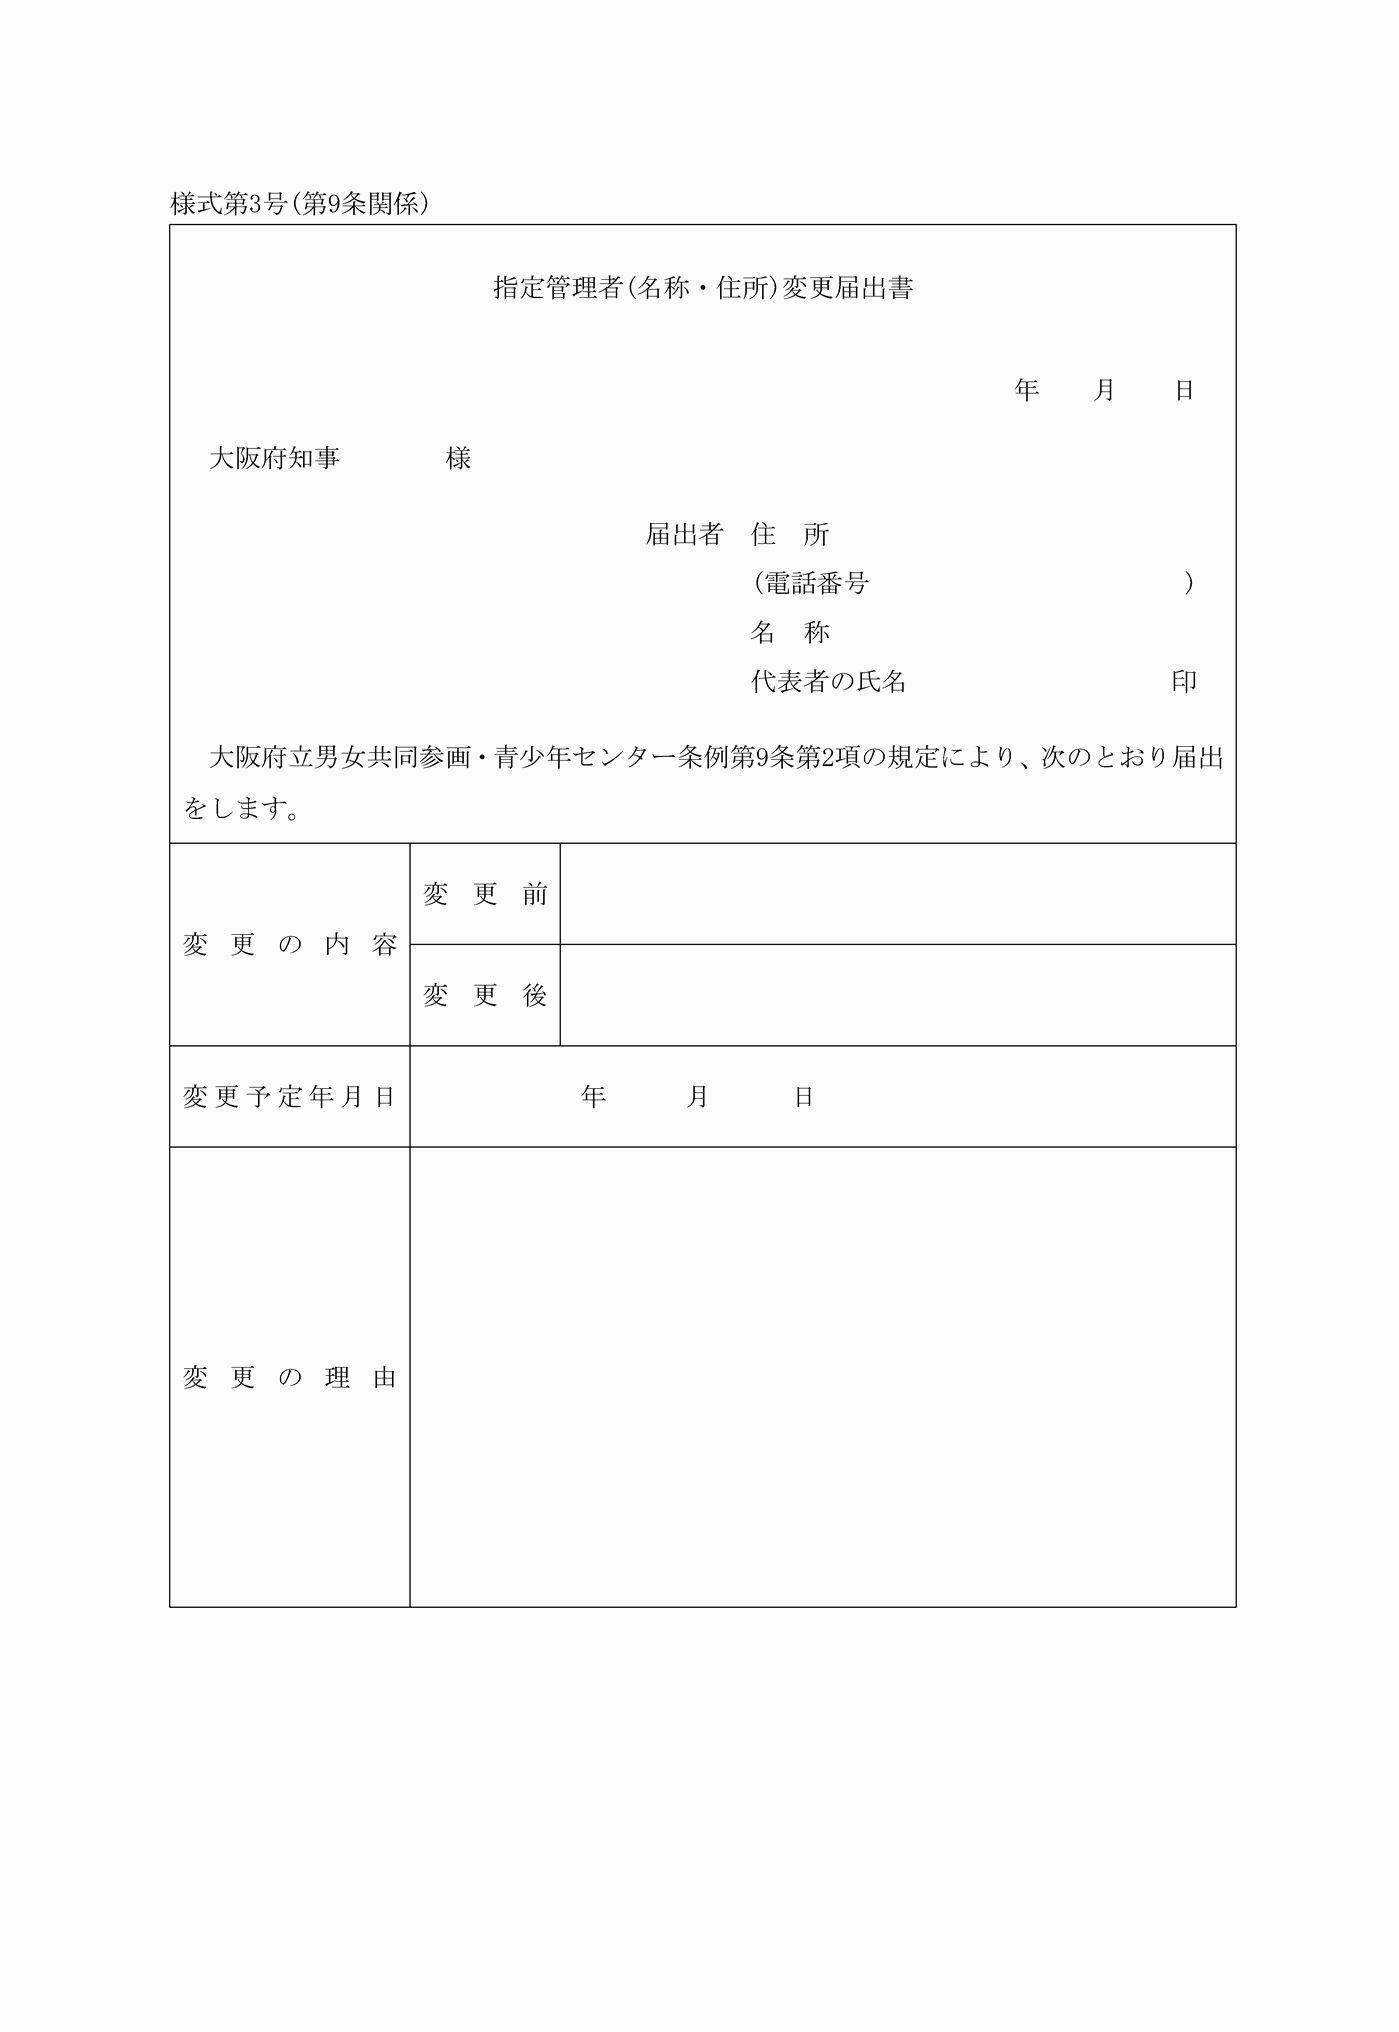 様式第3号(第9条関係)
指定管理者(名称・住所)変更届出書
年　　月　　日
大阪府知事　　　　様
届出者　住　所
(電話番号　　　　　　　　　　　　)
名　称
代表者の氏名　　　　　　　　　　印
大阪府立男女共同参画・青少年センター条例第9条第2項の規定により、次のとおり届出
をします。
変更の内容
変更前
変更後
変更予定年月日
年　　　月　　　日
変更の理由